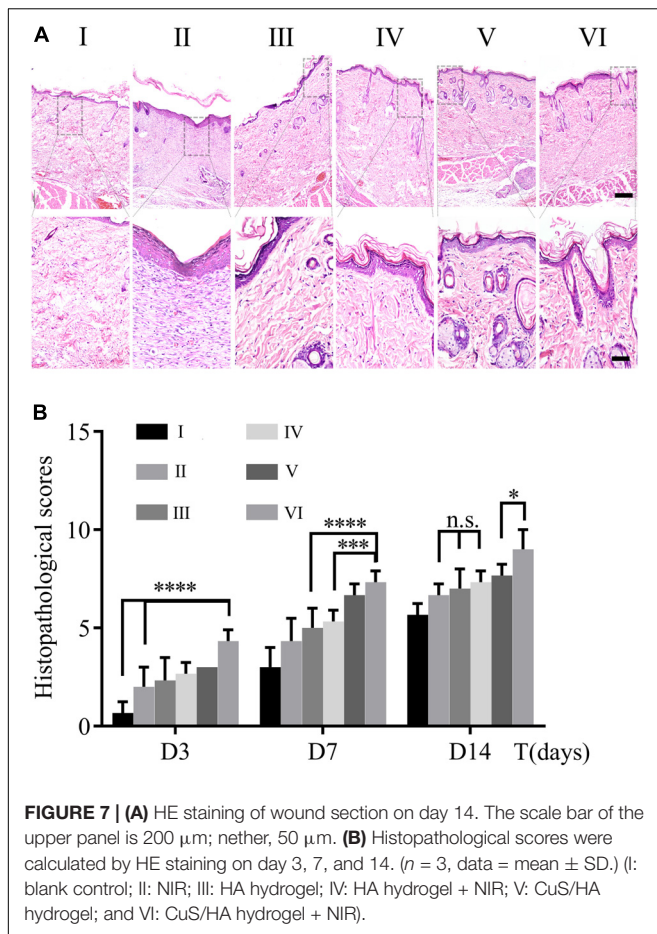 A
I II III IV V VI
B
15
10
5
0
Histopathological scores
I IV
II V
III VI
****
****
***
n.s.
*
D3 D7 D14 T(days)
FIGURE 7 | (A) HE staining of wound section on day 14. The scale bar of the
upper panel is 200 μm; nether, 50 μm. (B) Histopathological scores were
calculated by HE staining on day 3, 7, and 14. (n = 3, data = mean ± SD.) (I:
blank control; II: NIR; III: HA hydrogel; IV: HA hydrogel + NIR; V: CuS/HA
hydrogel; and VI: CuS/HA hydrogel + NIR).